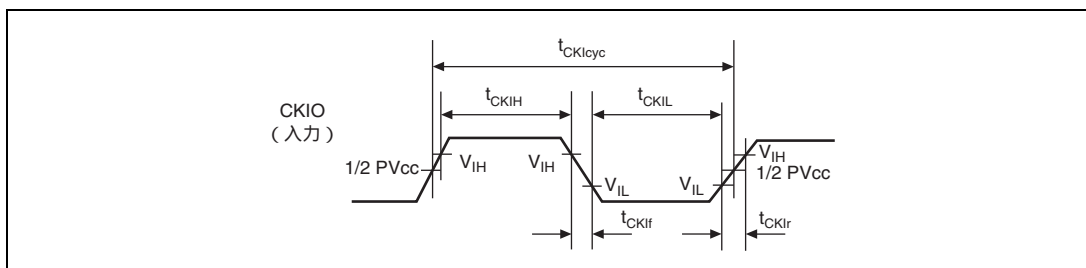 tCKIcyc
tCKIH
tCKIL
CKIO
（入力）
1/2 PVcc
VIH
VIH
VIL
VIL
VIH
1/2 PVcc
tCKIf
tCKIr